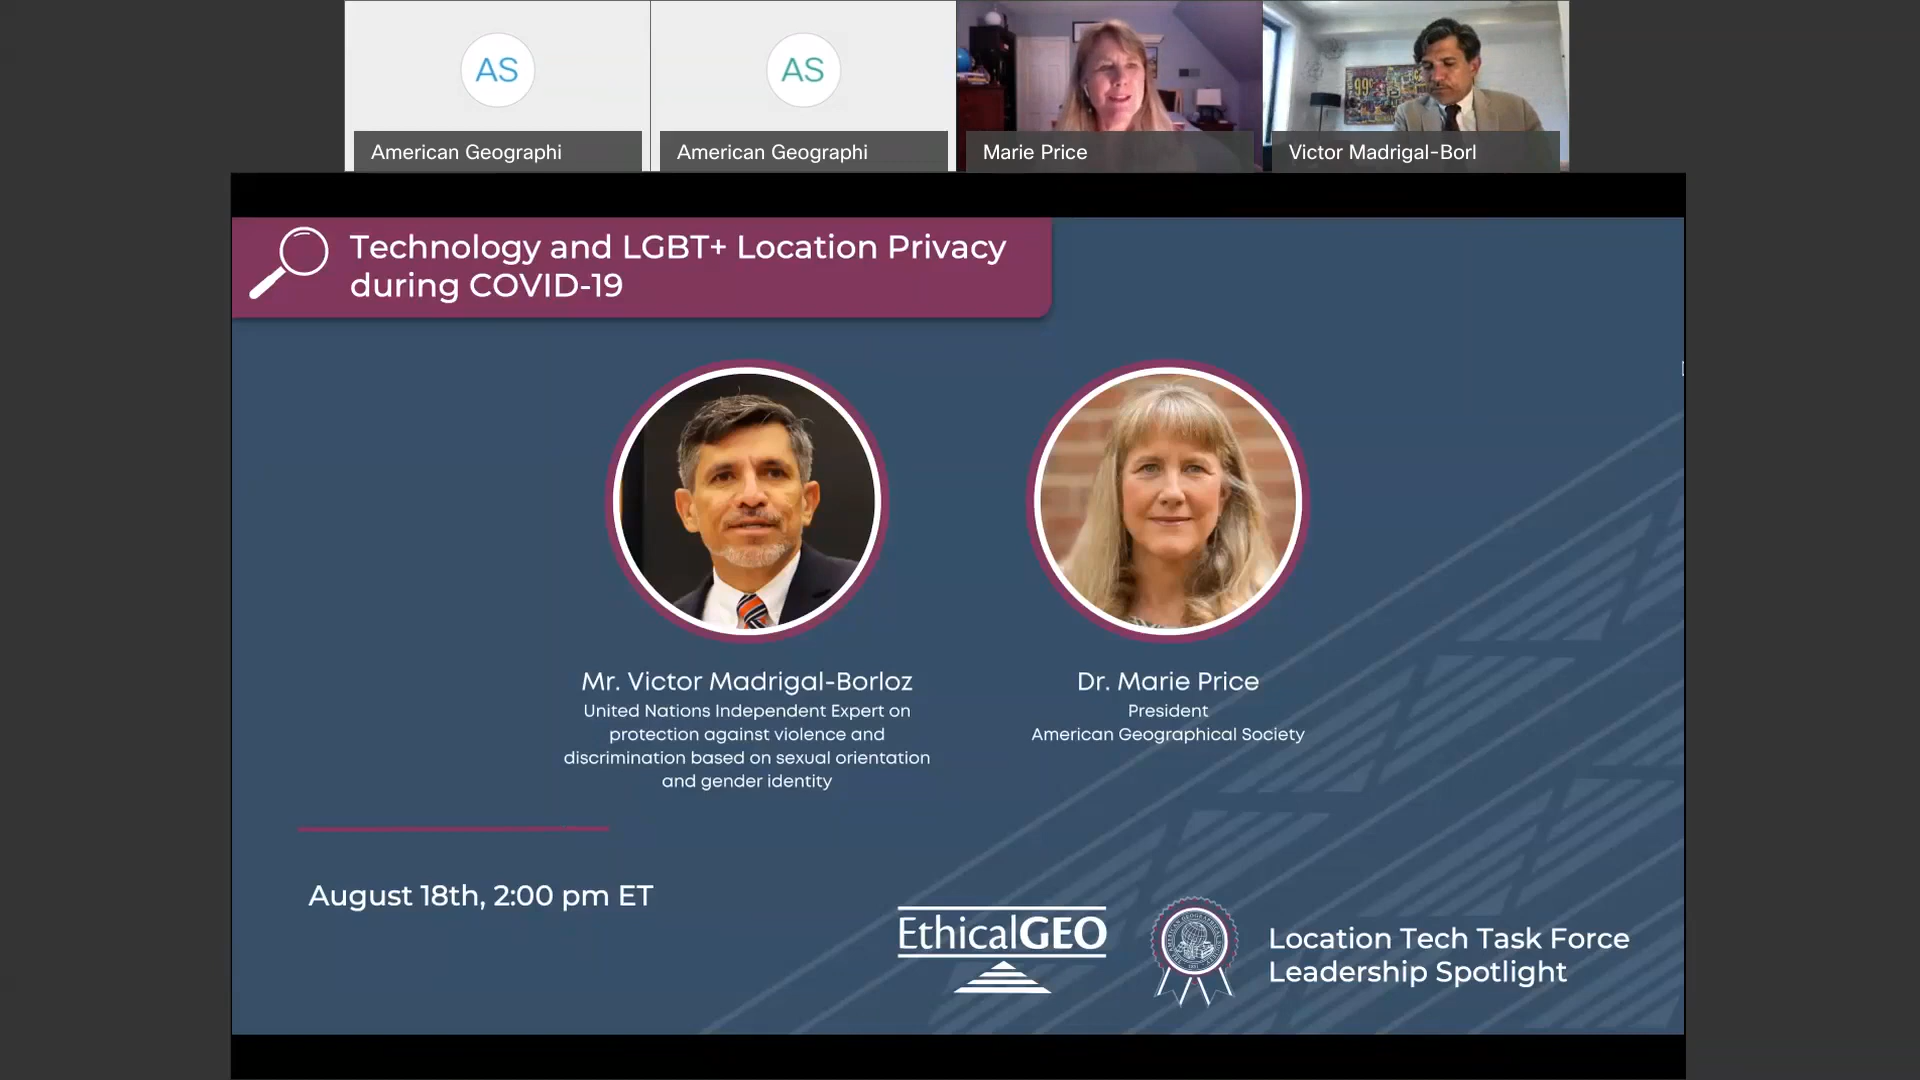 AS
AS
American Geographi
American Geographi
Marie Price
Victor Madrigal-Borl
Technology and LGBT+ Location Privacy
during COVID-19
Mr. Victor Madrigal-Borloz
United Nations Independent Expert on
protection against violence and
discrimination based on sexual orientation
and gender identity
Dr. Marie Price
President
American Geographical Society
August 18th, 2:00 pm ET
EthicalGEO
Location Tech Task Force
Leadership Spotlight